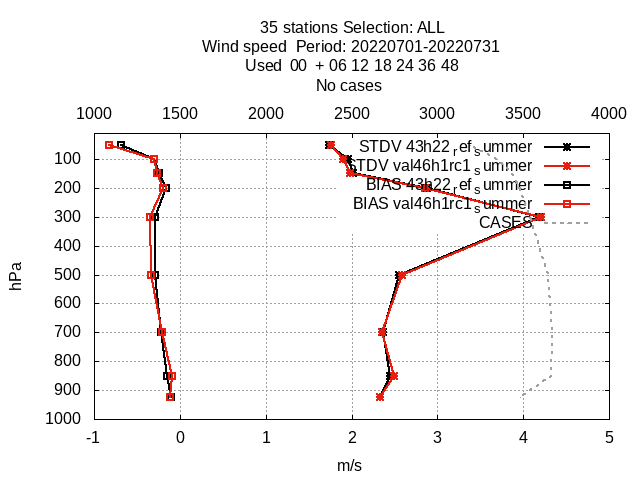 35 stations Selection: ALL
Wind speed  Period: 20220701-20220731
Used  00  + 06 12 18 24 36 48
No cases
1000 1500 2000 2500 3000 3500 4000
STDV 43h22_ref_summer
TDV val46h1rc1_summer
BIAS 43h22_ref_summer
BIAS val46h1rc1_summer
CASES
100
200
300
400
500
600
700
800
900
1000
hPa
-1 0 1 2 3 4 5
m/s